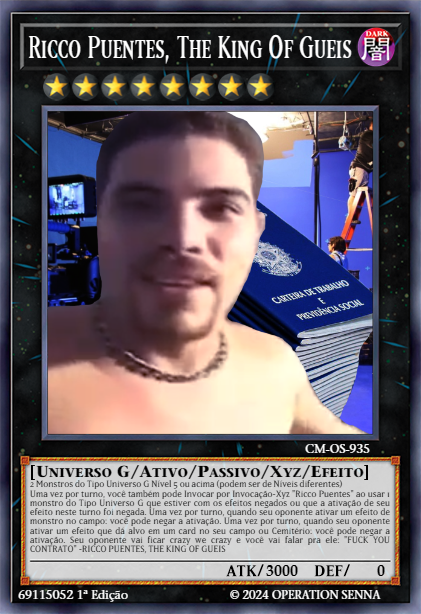 RICCO PUENTES, THE KING OF GUEIS
DARK
闇
CARTEIRA DE TRABALHO
E
PREVIDÊNCIA SOCIAL
CM-OS-935
[UNIVERSO G/ATIVO/PASSIVO/XYZ/EFEITO]
2 Monstros do Tipo Universo G Nível 5 ou acima (podem ser de Níveis diferentes)
Uma vez por turno, você também pode Invocar por Invocação-Xyz "Ricco Puentes" ao usar 1
monstro do Tipo Universo G que estiver com os efeitos negados ou que a ativação de seu
efeito neste turno foi negada. Uma vez por turno, quando seu oponente ativar um efeito de
monstro no campo: você pode negar a ativação. Uma vez por turno, quando seu oponente
ativar um efeito que dá alvo em um card no seu campo ou Cemitério: você pode negar a
ativação. Seu oponente vai ficar crazy we crazy e você vai falar pra ele: "FUCK YOU
CONTRATO" -RICCO PUENTES, THE KING OF GUEIS
ATK/3000 DEF/ 0
69115052 1ª Edição
© 2024 OPERATION SENNA